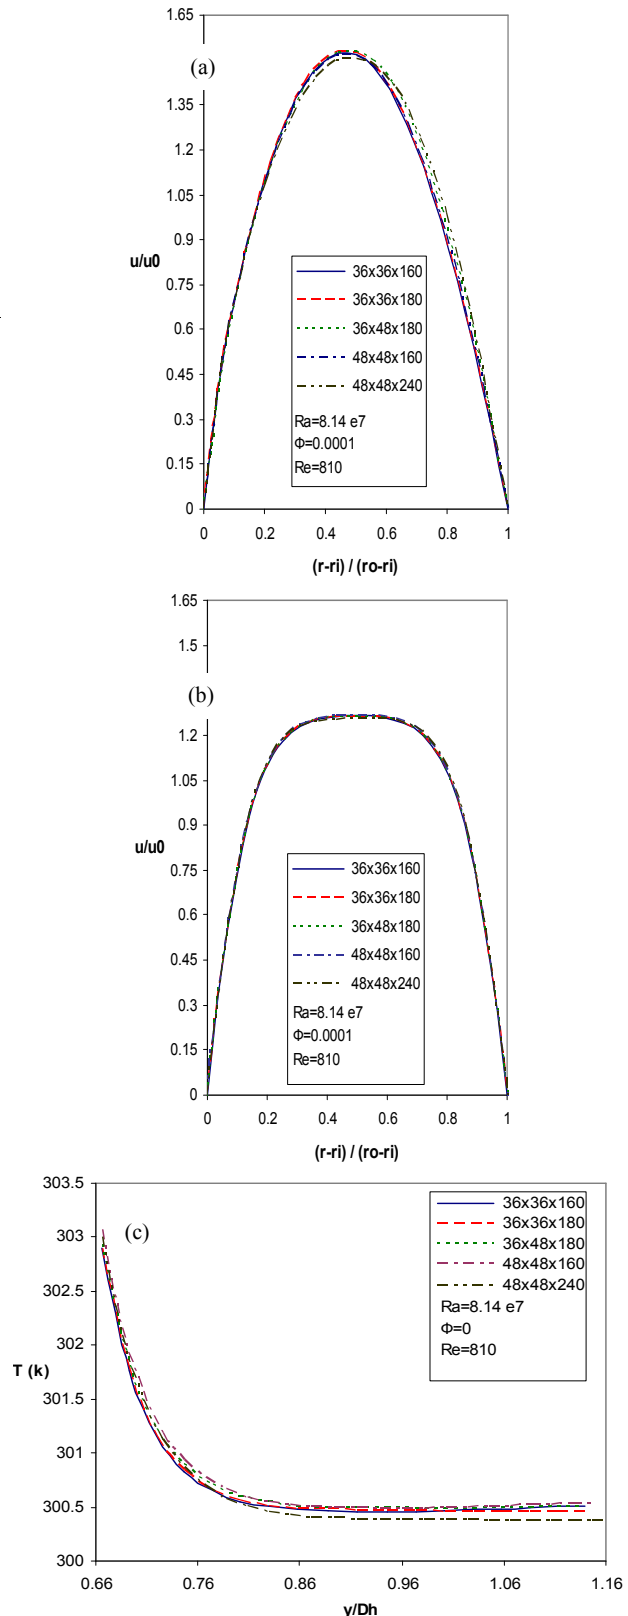 1.65
(a)
1.35
1.2
1.05
0.9
u/u0
0.75
0.6
0.45
0.3
0.15
0
36x36x160
36x36x180
36x48x180
48x48x160
48x48x240
Ra=8.14 e7
Φ=0.0001
Re=810
0 0.2 0.4 0.6 0.8 1
(r-ri) / (ro-ri)
1.65
1.5
(b)
1.2
1.05
0.9
u/u0
0.75
0.6
0.45
0.3
0.15
0
36x36x160
36x36x180
36x48x180
48x48x160
48x48x240
Ra=8.14 e7
Φ=0.0001
Re=810
0 0.2 0.4 0.6 0.8 1
(r-ri) / (ro-ri)
303.5
303
302.5
302
T (k)
301.5
301
300.5
300
(c)
36x36x160
36x36x180
36x48x180
48x48x160
48x48x240
Ra=8.14 e7
Φ=0
Re=810
0.66 0.76 0.86 0.96 1.06 1.16
y/Dh